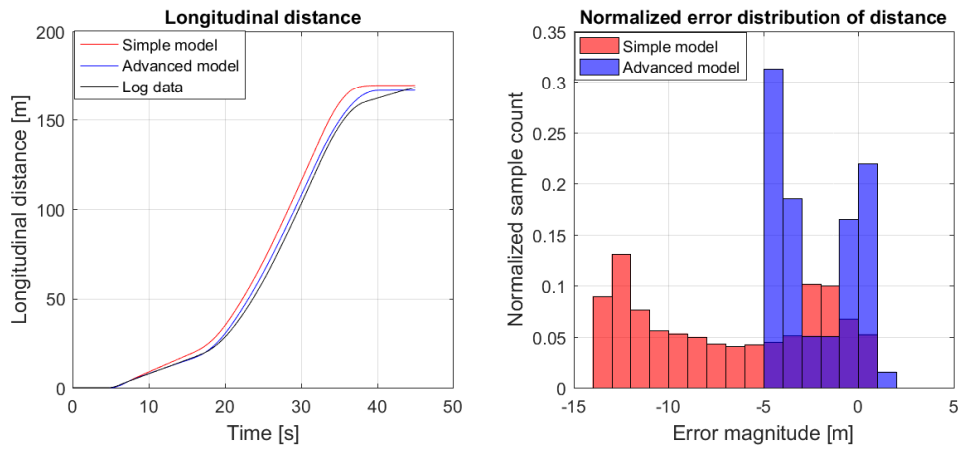 Longitudinal distance
200
150
100
50
0
0 10 20 30 40 50
Longitudinal distance [m]
Time [s]
Simple model
Advanced model
Log data
Normalized error distribution of distance
0.35
0.3
0.25
0.2
0.15
0.1
0.05
0
-15 -10 -5 0 5
Normalized sample count
Error magnitude [m]
Simple model
Advanced model